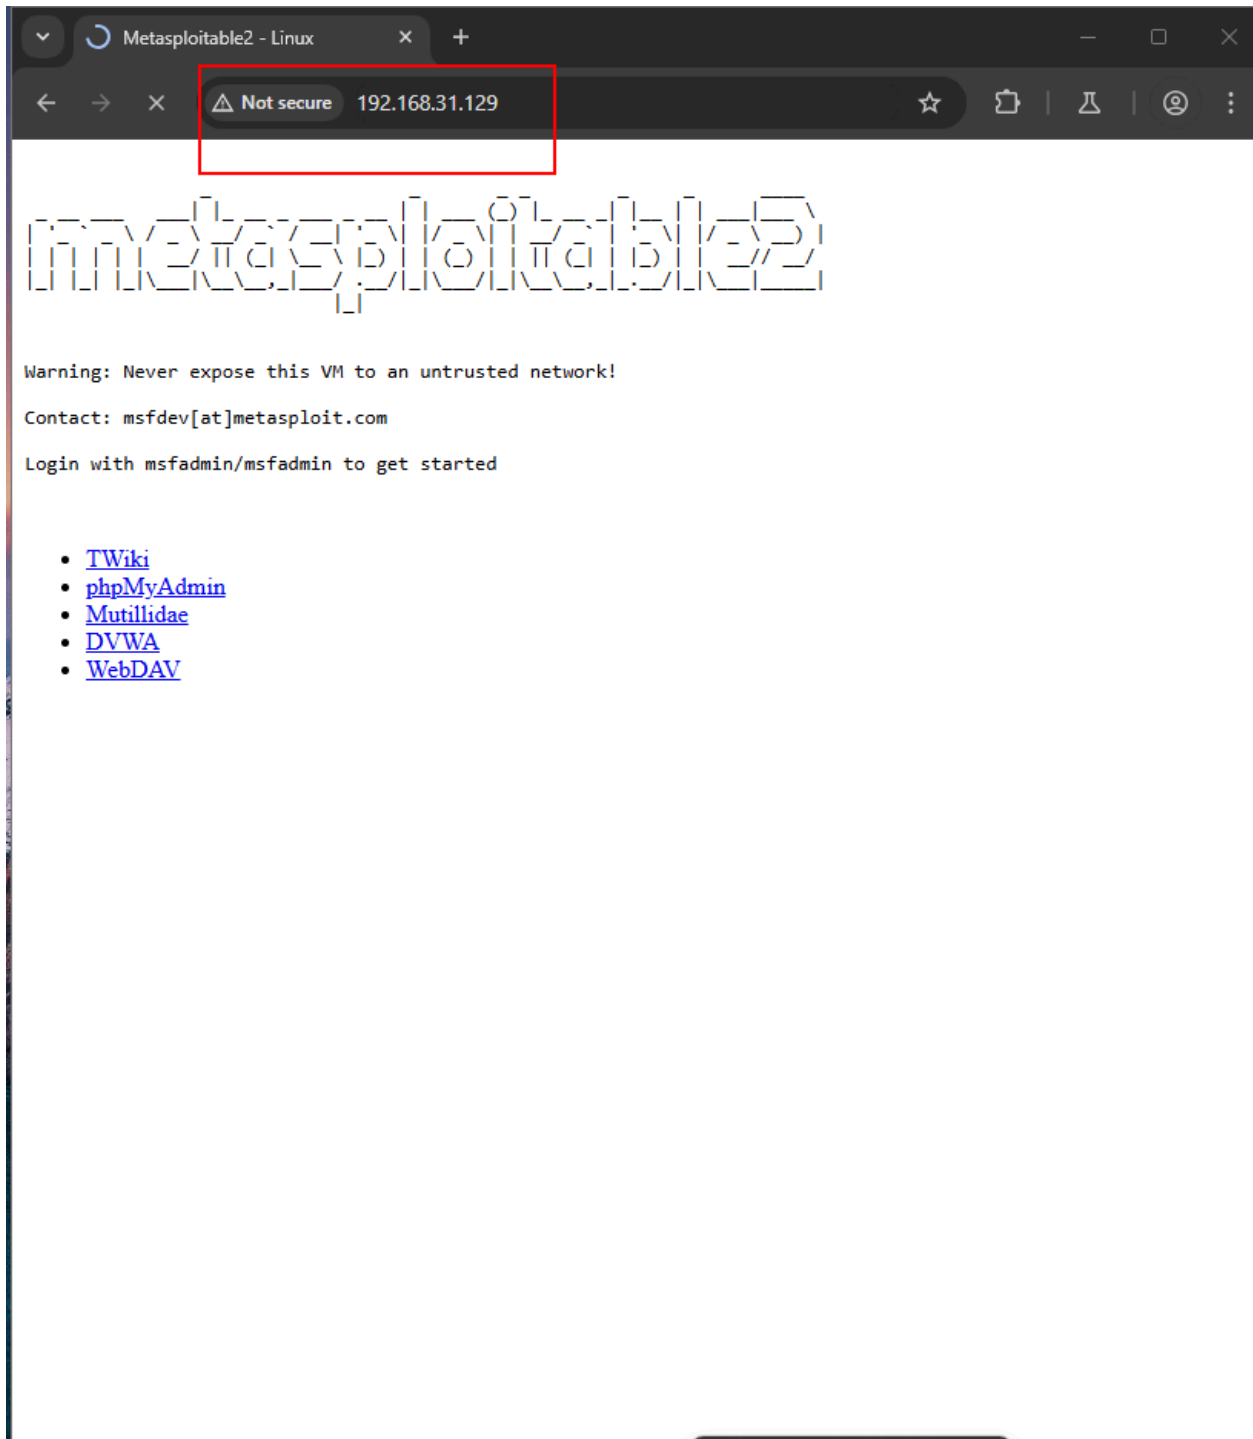 Metasploitable2 - Linux
Not secure 192.168.31.129
metasploitable2
Warning: Never expose this VM to an untrusted network!
Contact: msfdev[at]metasploit.com
Login with msfadmin/msfadmin to get started
TWiki
phpMyAdmin
Mutillidae
DVWA
WebDAV